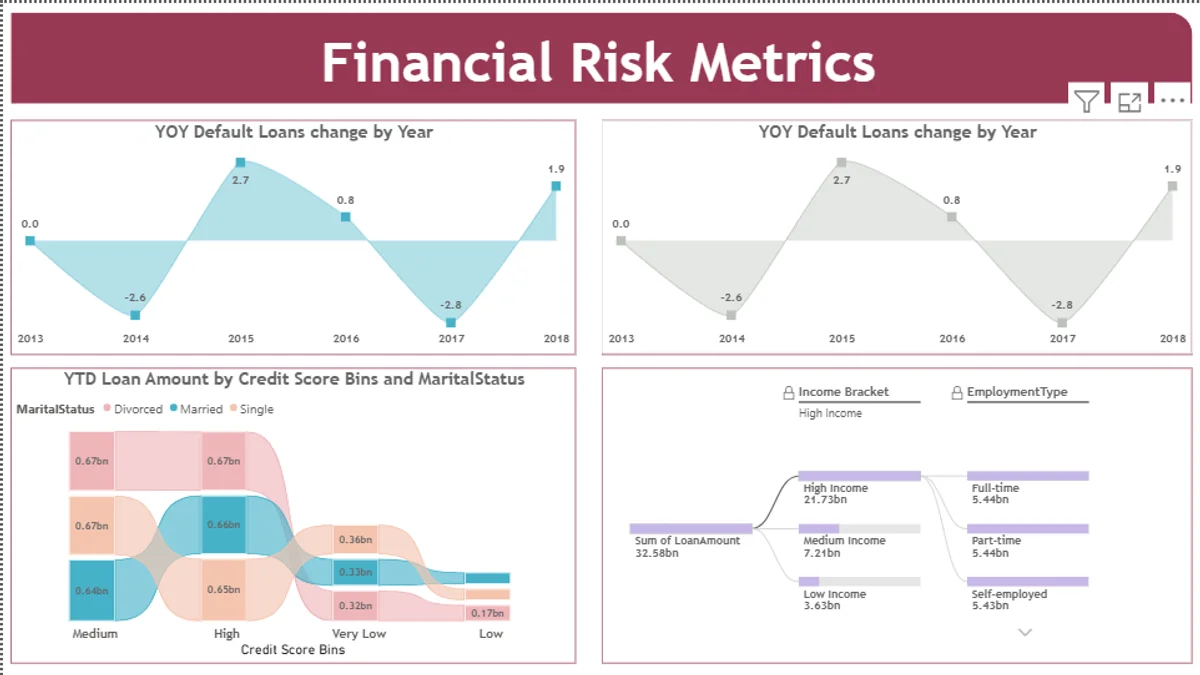 Financial Risk Metrics
YOY Default Loans change by Year
0.0
-2.6
2.7
0.8
-2.8
1.9
2013 2014 2015 2016 2017 2018
YOY Default Loans change by Year
0.0
-2.6
2.7
0.8
-2.8
1.9
2013 2014 2015 2016 2017 2018
YTD Loan Amount by Credit Score Bins and MaritalStatus
MaritalStatus Divorced Married Single
0.67bn 0.67bn
0.67bn 0.66bn 0.36bn
0.33bn
0.64bn 0.65bn 0.32bn 0.17bn
Medium High Very Low Low
Credit Score Bins
Income Bracket EmploymentType
High Income
Sum of LoanAmount
32.58bn
High Income
21.73bn
Medium Income
7.21bn
Low Income
3.63bn
Full-time
5.44bn
Part-time
5.44bn
Self-employed
5.43bn